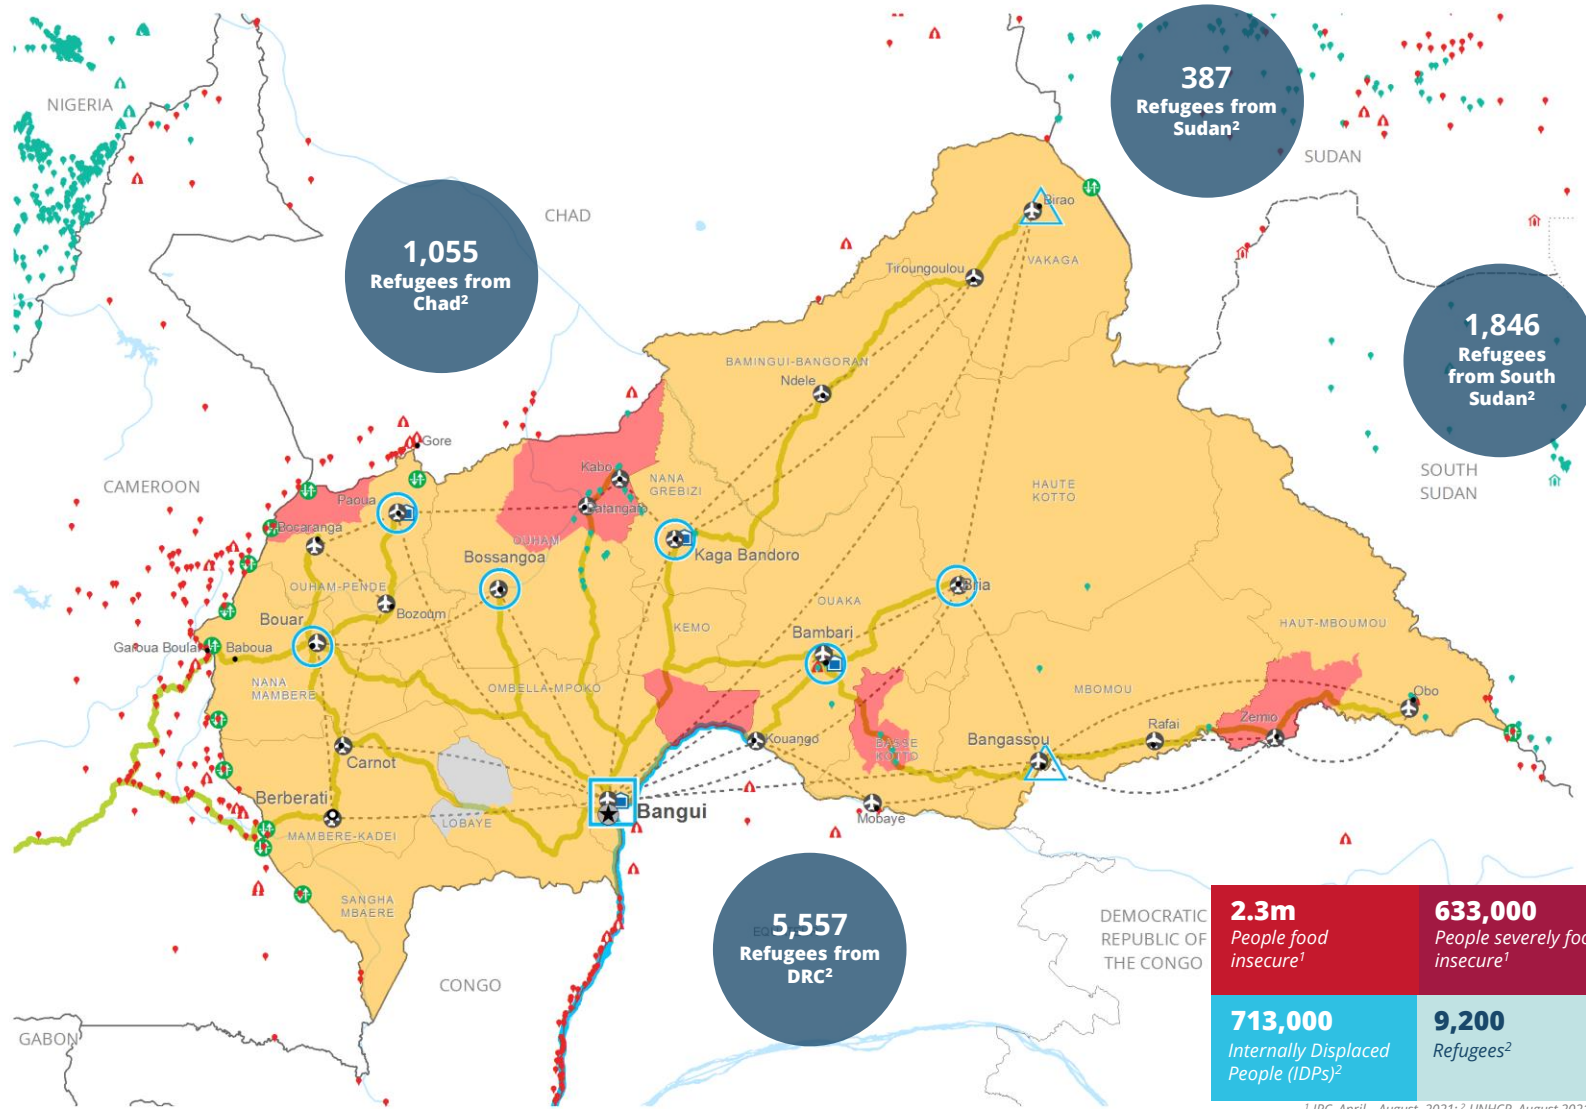 387
Refugees from
Sudan²
NIGERIA
SUDAN
CHAD
1,055
Refugees from
Chad²
Birao
VAKAGA
Tiroungoulou
1,846
Refugees
from South
Sudan²
BAMINGUI-BANGORAN
Ndele
Gore
CAMEROON
Kabo
NANA
GREBIZI
HAUTE
KOTTO
SOUTH
SUDAN
Paoua
Bocaranga
Batangafo
OUHAM
Bossangoa
Kaga Bandoro
OUHAM-PENDE
Bozoum
Bria
OUAKA
Bouar
KEMO
Bambari
HAUT-MBOUMOU
Garoua Boulai
Baboua
NANA
MAMBERE
OMBELLA-MPOKO
MBOMOU
Obo
Zemio
Rafai
Kouango
BASSE
KOTTO
Bangassou
Carnot
Berberati
Bangui
LOBAYE
MAMBERE-KADEI
Mobaye
SANGHA
MBAERE
5,557
Refugees from
DRC²
DEMOCRATIC
REPUBLIC OF
THE CONGO
CONGO
GABON
2.3m
People food
insecure¹
633,000
People severely foo
insecure¹
713,000
Internally Displaced
People (IDPs)²
9,200
Refugees²